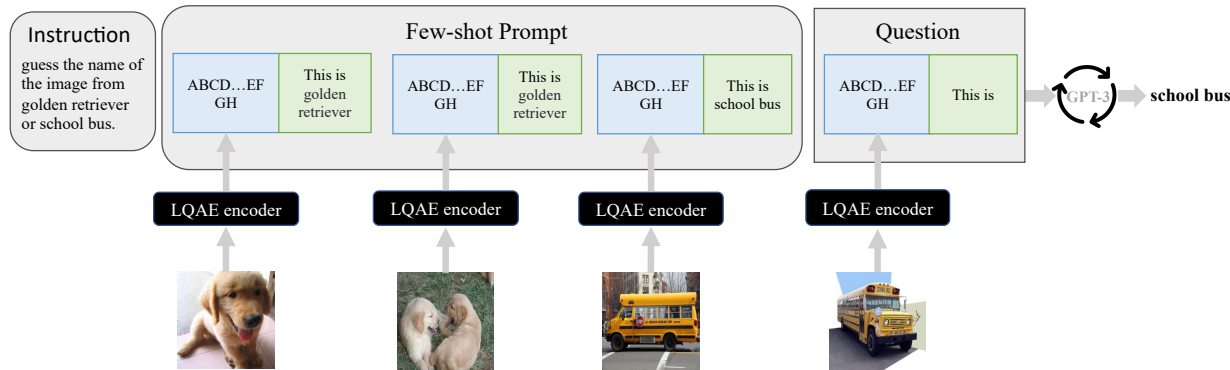 Instruction
guess the name of
the image from
golden retriever
or school bus.
Few-shot Prompt
ABCD…EF
GH
This is
golden
retriever
ABCD…EF
GH
This is
golden
retriever
ABCD…EF
GH
This is
school bus
Question
ABCD…EF
GH
This is
GPT-3
school bus
LQAE encoder
LQAE encoder
LQAE encoder
LQAE encoder